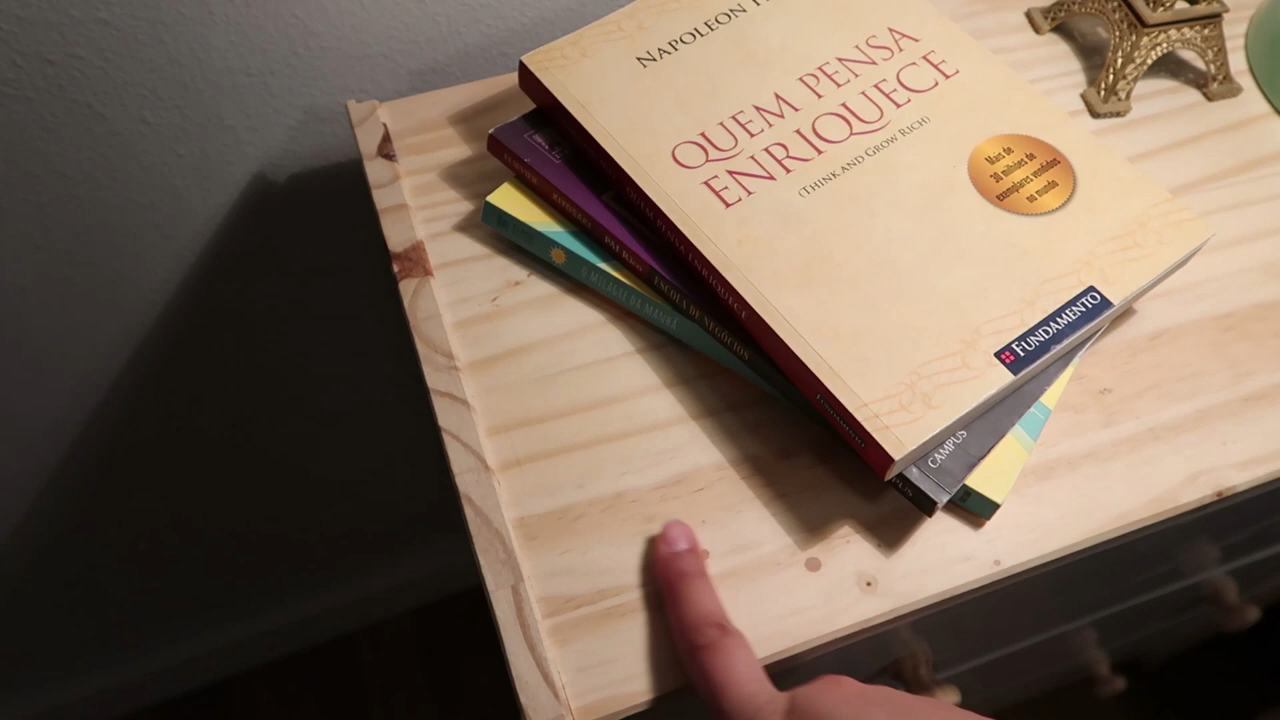 NAPOLEON
QUEM PENSA
ENRIQUECE
(THINK AND GROW RICH)
Mais de
30 milhões de
exemplares vendidos
no mundo
FUNDAMENTO
QUEM PENSA ENRIQUECE
FUNDAMENTO
PAI RICO ESCOLA DE NEGÓCIOS
O MILAGRE DA MANHÃ
CAMPUS